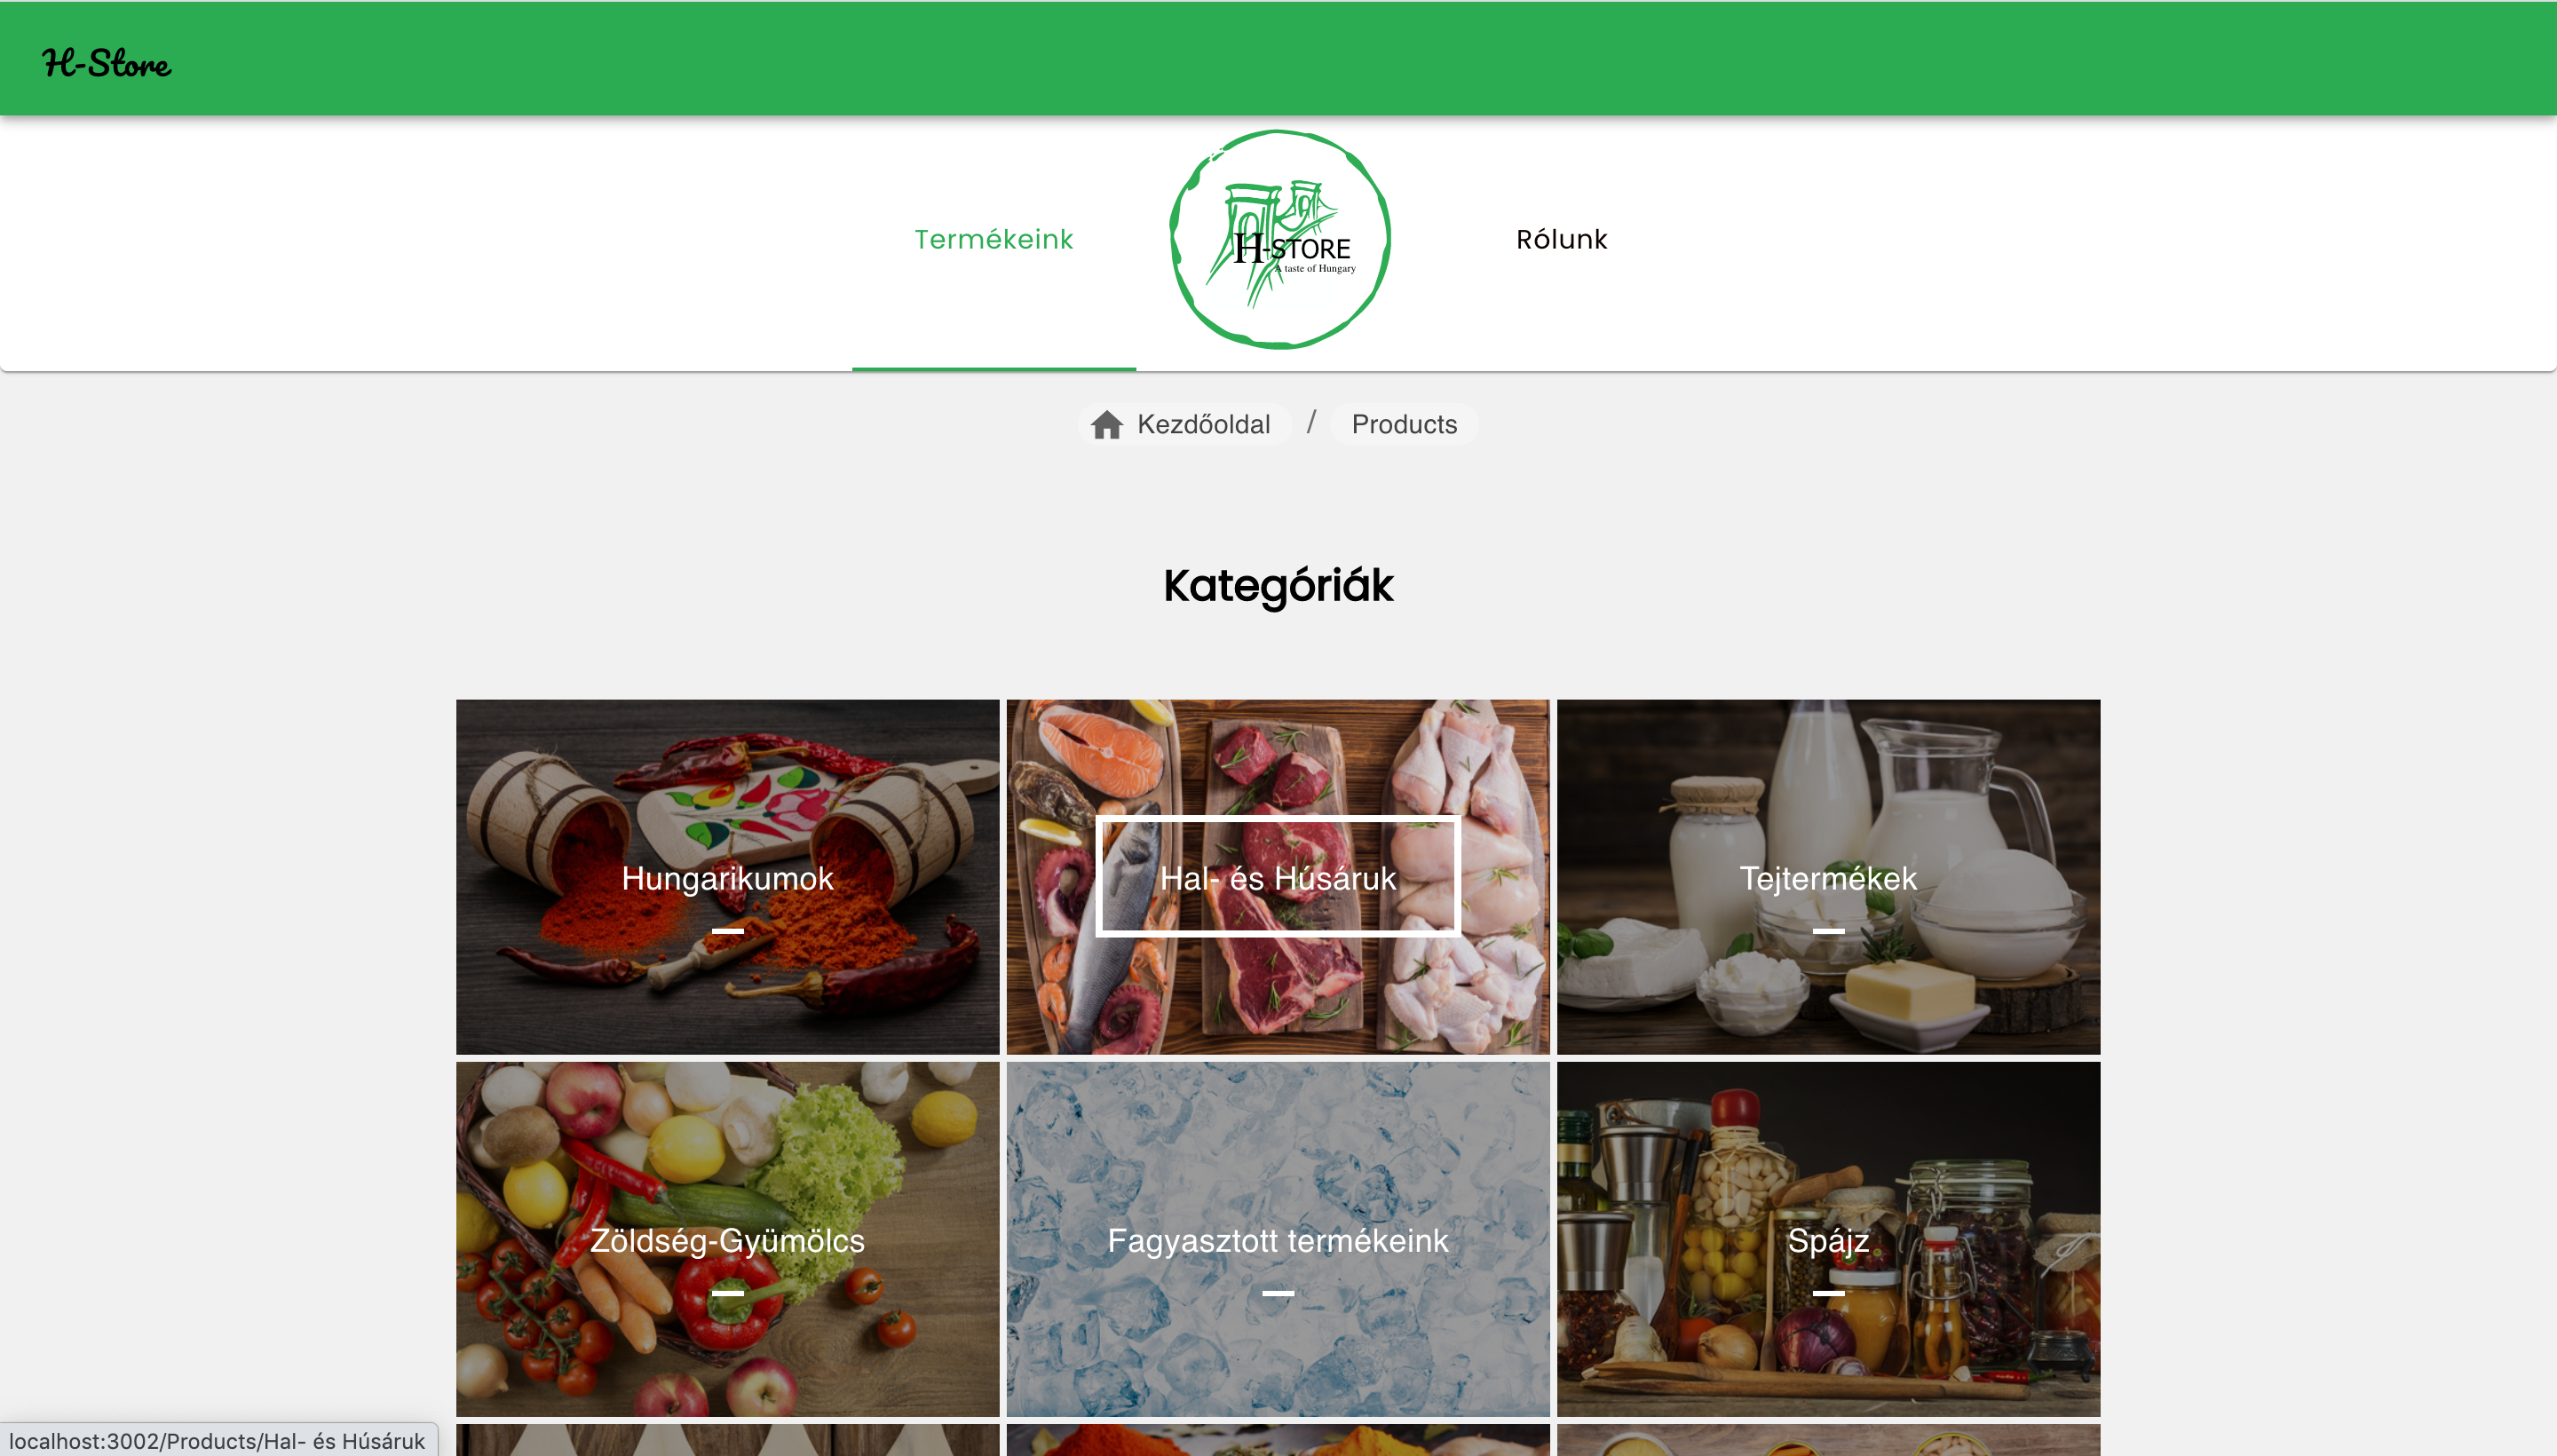 H-Store
Termékeink
H-STORE
A taste of Hungary
Rólunk
Kezdőoldal / Products
Kategóriák
Hungarikumok
Hal- és Húsáruk
Tejtermékek
Zöldség-Gyümölcs
Fagyasztott termékeink
Spájz
localhost:3002/Products/Hal- és Húsáruk